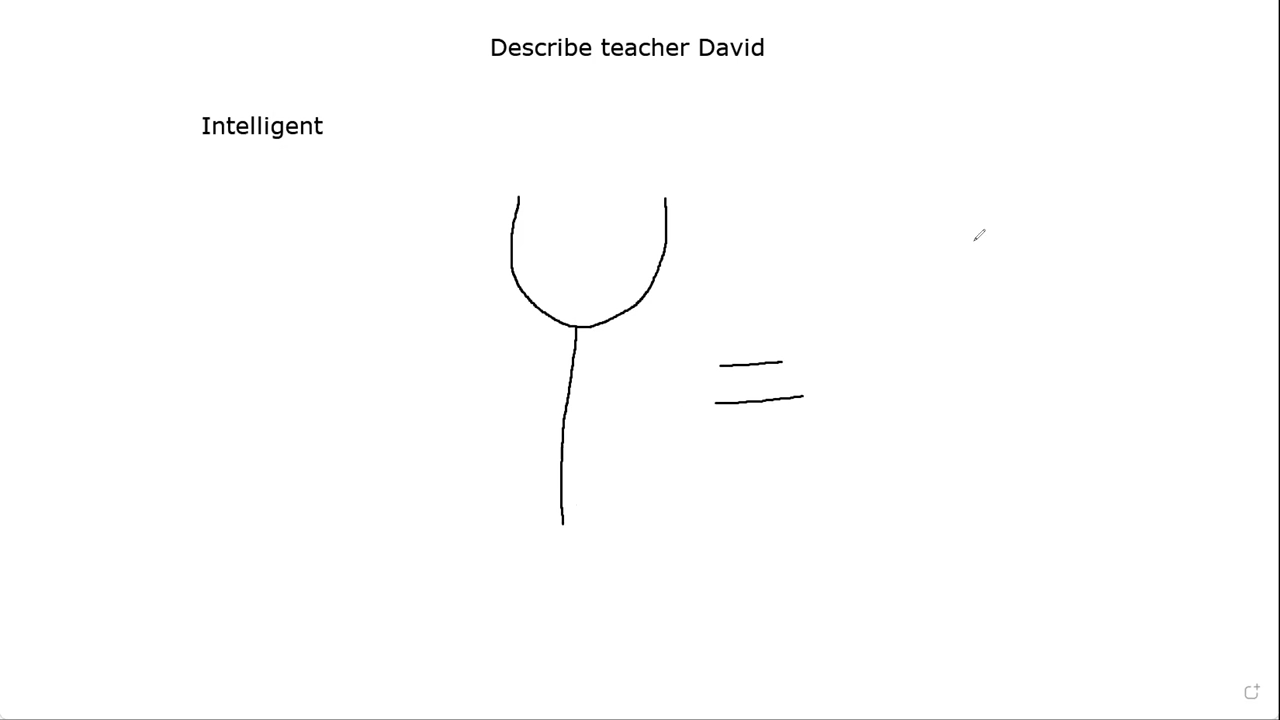 Describe teacher David
Intelligent
Y =